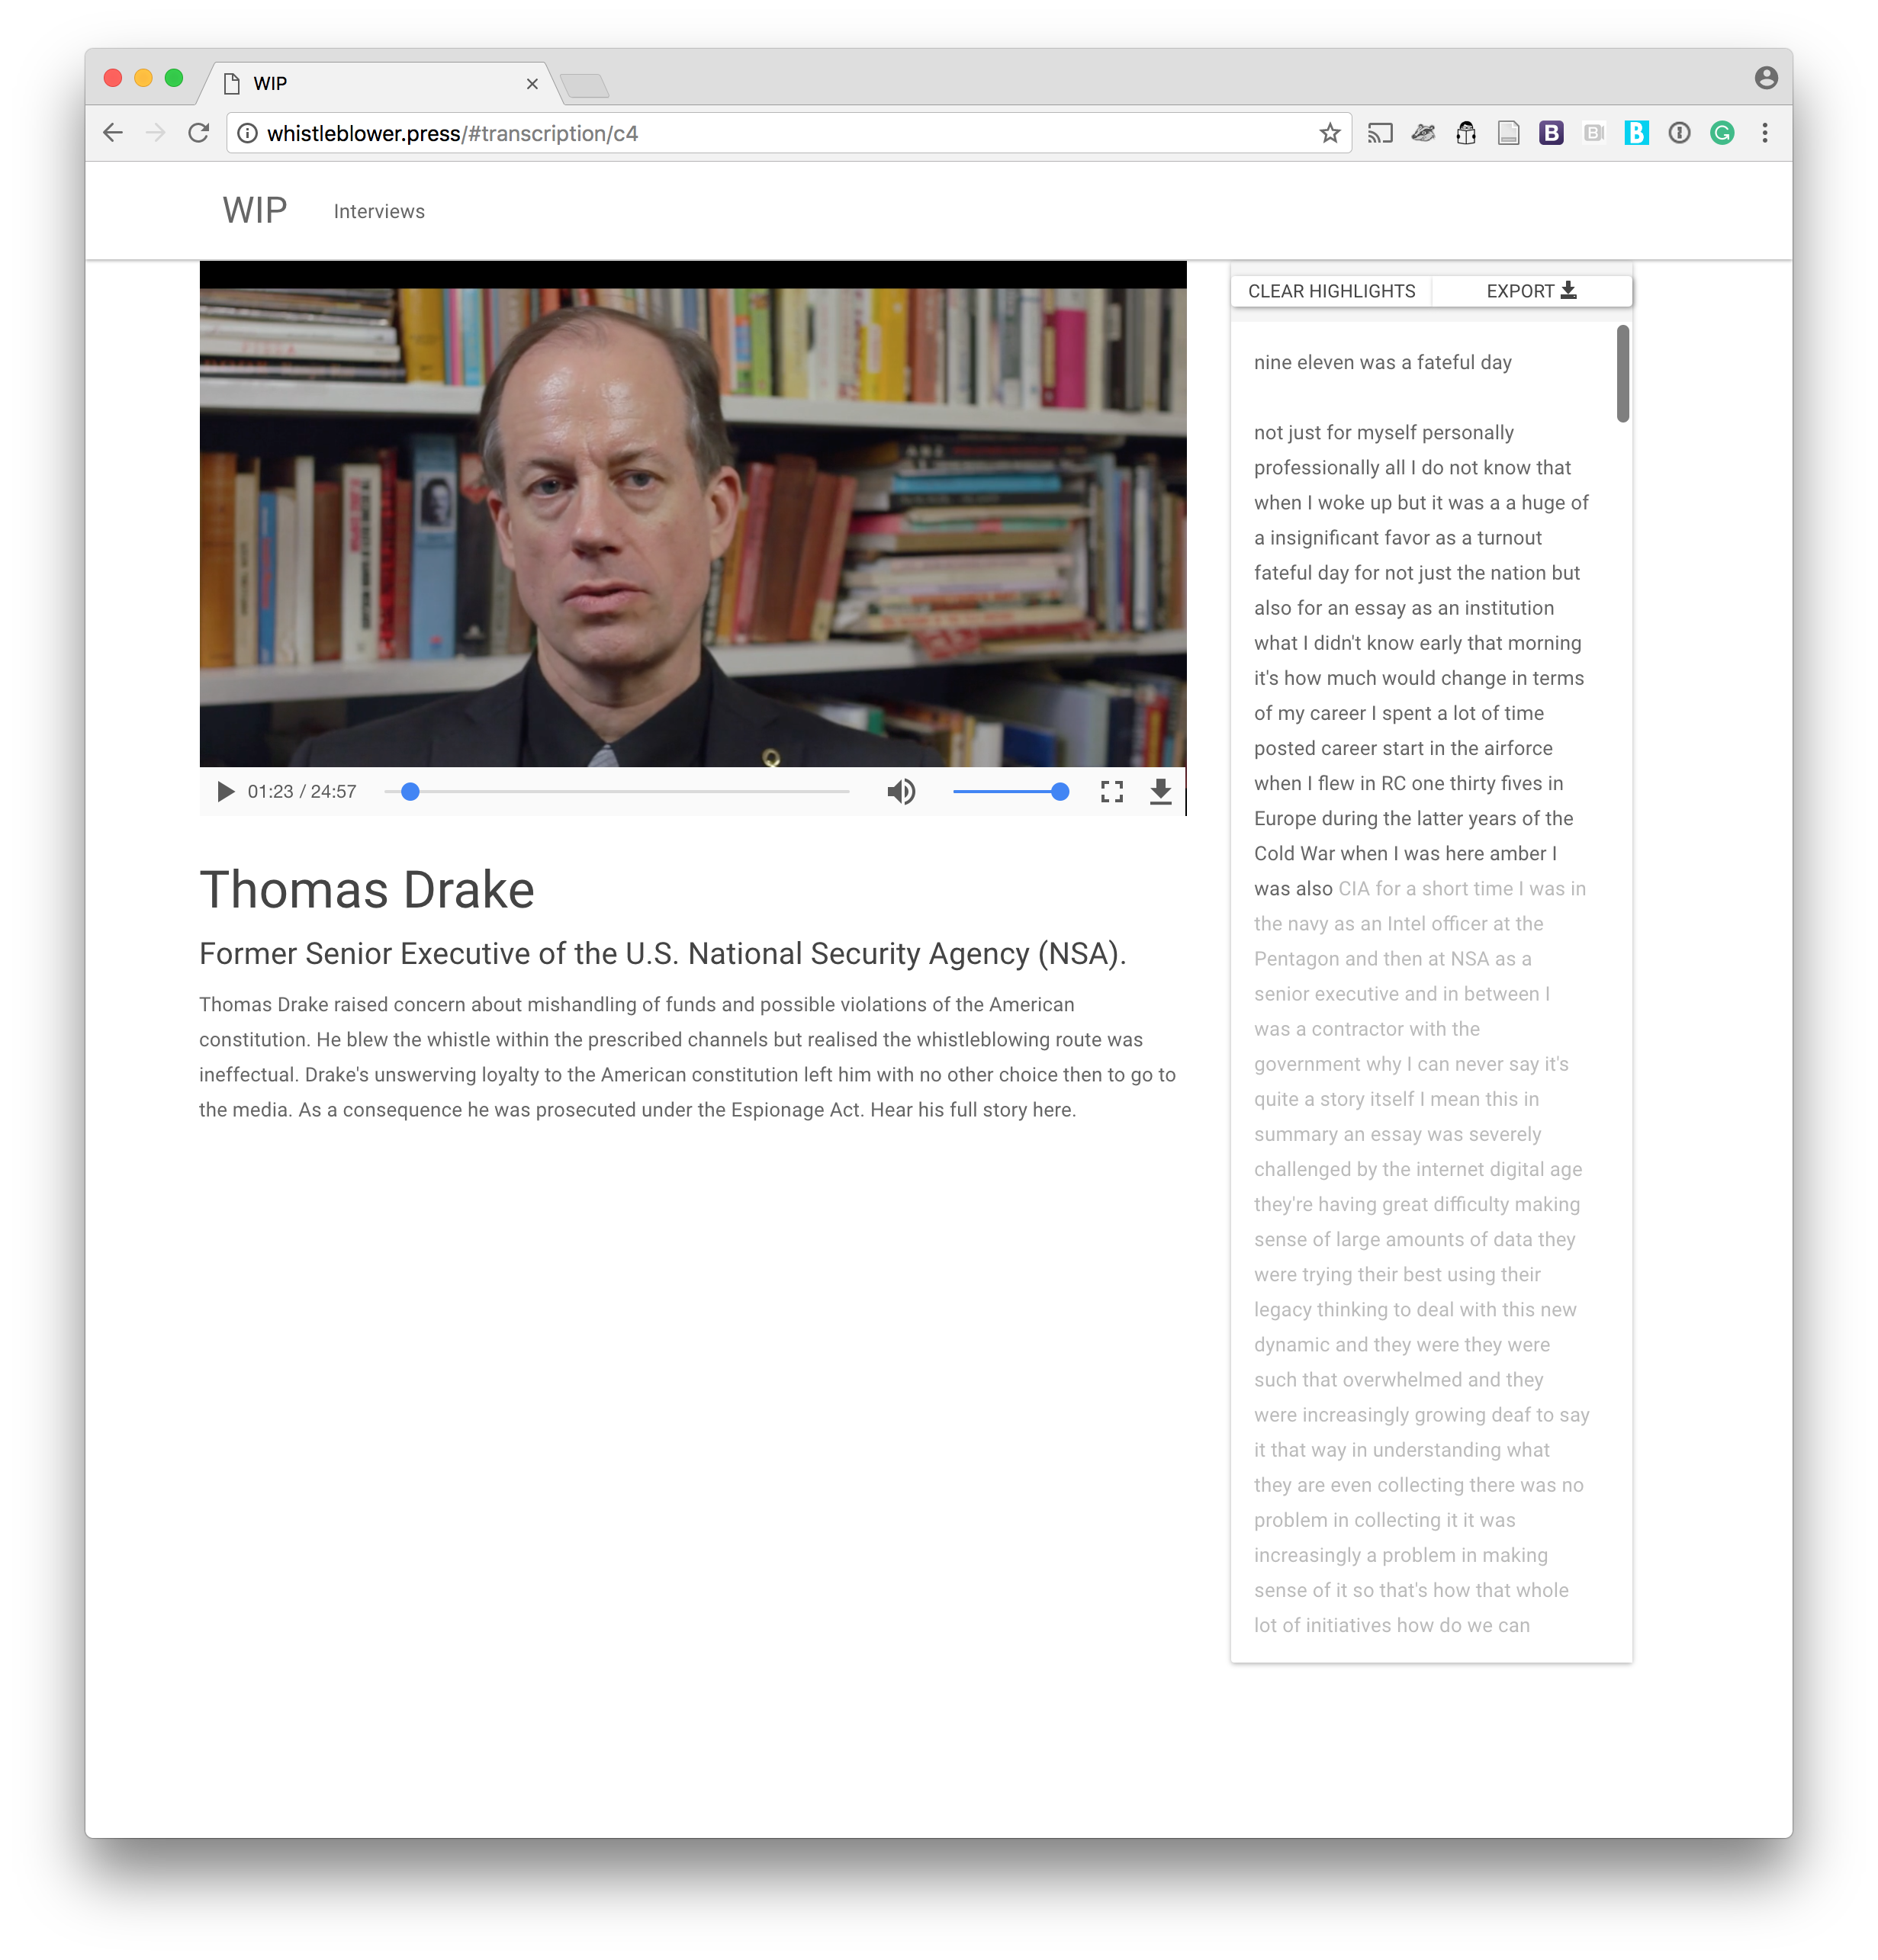 WIP
whistleblower.press/#transcription/c4
WIP
Interviews
01:23 / 24:57
Thomas Drake
Former Senior Executive of the U.S. National Security Agency (NSA).
Thomas Drake raised concern about mishandling of funds and possible violations of the American
constitution. He blew the whistle within the prescribed channels but realised the whistleblowing route was
ineffectual. Drake's unswerving loyalty to the American constitution left him with no other choice then to go to
the media. As a consequence he was prosecuted under the Espionage Act. Hear his full story here.
CLEAR HIGHLIGHTS
EXPORT
nine eleven was a fateful day
not just for myself personally
professionally all I do not know that
when I woke up but it was a a huge of
a insignificant favor as a turnout
fateful day for not just the nation but
also for an essay as an institution
what I didn't know early that morning
it's how much would change in terms
of my career I spent a lot of time
posted career start in the airforce
when I flew in RC one thirty fives in
Europe during the latter years of the
Cold War when I was here amber I
was also CIA for a short time I was in
the navy as an Intel officer at the
Pentagon and then at NSA as a
senior executive and in between I
was a contractor with the
government why I can never say it's
quite a story itself I mean this in
summary an essay was severely
challenged by the internet digital age
they're having great difficulty making
sense of large amounts of data they
were trying their best using their
legacy thinking to deal with this new
dynamic and they were they were
such that overwhelmed and they
were increasingly growing deaf to say
it that way in understanding what
they are even collecting there was no
problem in collecting it it was
increasingly a problem in making
sense of it so that's how that whole
lot of initiatives how do we can